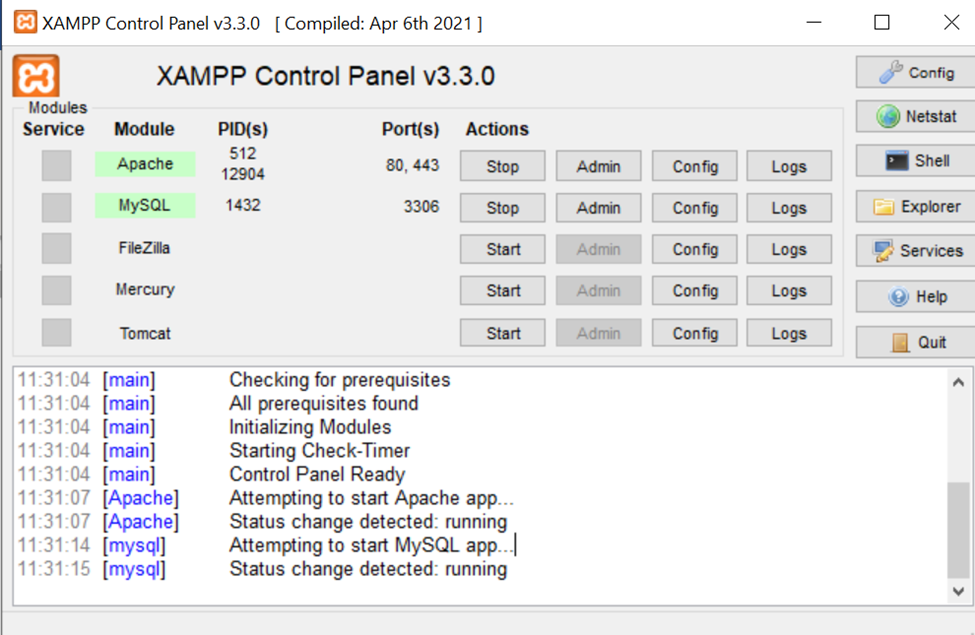 XAMPP Control Panel v3.3.0 [ Compiled: Apr 6th 2021 ]
XAMPP Control Panel v3.3.0
Config
Modules
Service Module PID(s) Port(s) Actions
Netstat
Apache 512 12904 80, 443 Stop Admin Config Logs
Shell
MySQL 1432 3306 Stop Admin Config Logs
Explorer
FileZilla Start Admin Config Logs
Services
Mercury Start Admin Config Logs
Help
Tomcat Start Admin Config Logs
Quit
11:31:04 [main] Checking for prerequisites
11:31:04 [main] All prerequisites found
11:31:04 [main] Initializing Modules
11:31:04 [main] Starting Check-Timer
11:31:04 [main] Control Panel Ready
11:31:07 [Apache] Attempting to start Apache app...
11:31:07 [Apache] Status change detected: running
11:31:14 [mysql] Attempting to start MySQL app...
11:31:15 [mysql] Status change detected: running